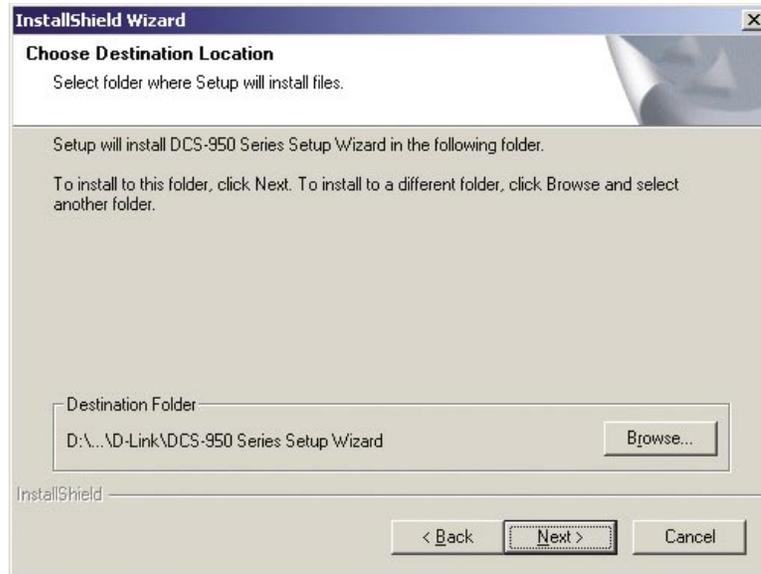 InstallShield Wizard
Choose Destination Location
Select folder where Setup will install files.
Setup will install DCS-950 Series Setup Wizard in the following folder.
To install to this folder, click Next. To install to a different folder, click Browse and select
another folder.
Destination Folder
D:\...\D-Link\DCS-950 Series Setup Wizard
Browse...
InstallShield
< Back
Next >
Cancel